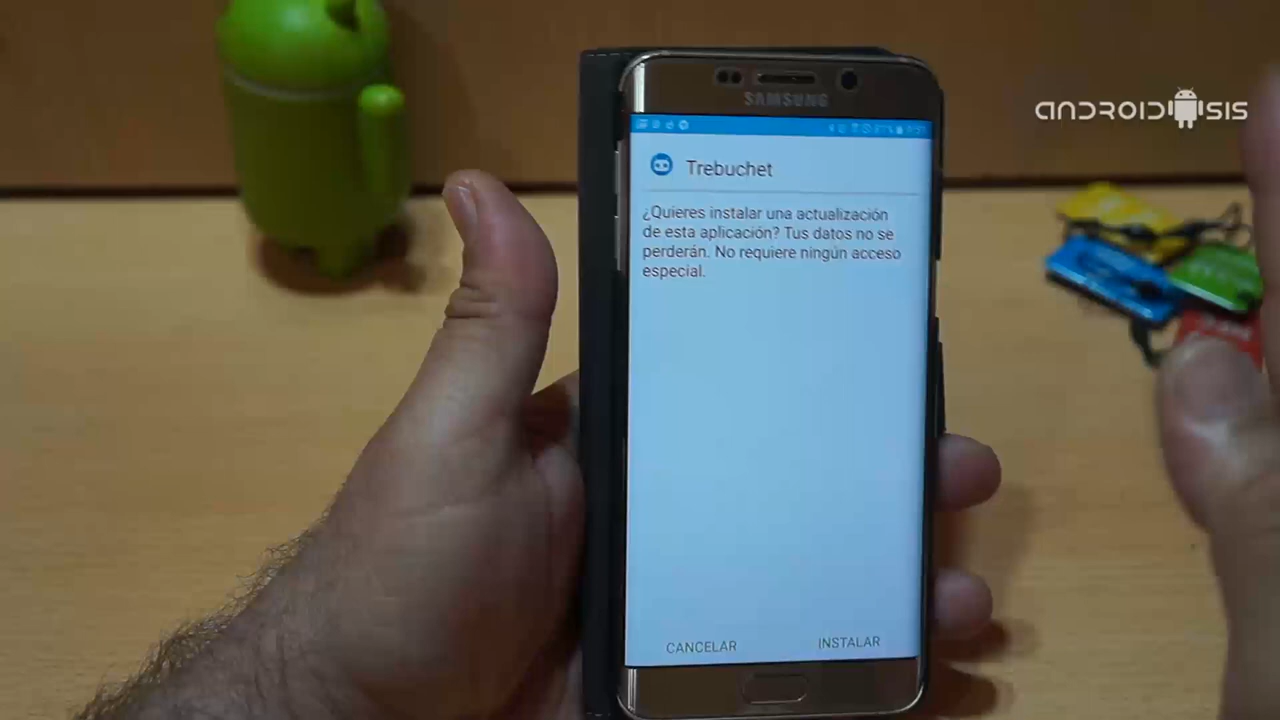 ANDROIDSIS
SAMSUNG
Trebuchet
¿Quieres instalar una actualización
de esta aplicación? Tus datos no se
perderán. No requiere ningún acceso
especial.
CANCELAR
INSTALAR